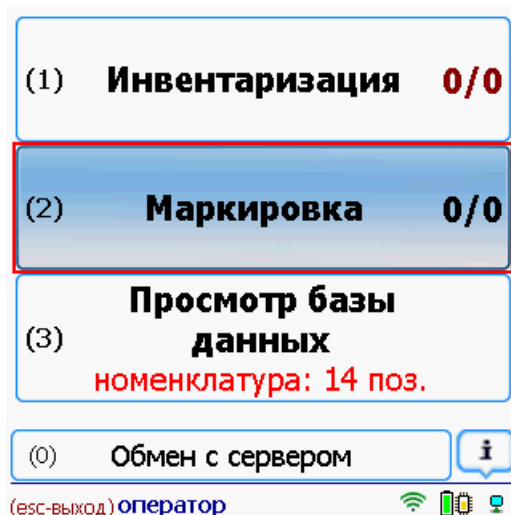 (1) Инвентаризация 0/0
(2) Маркировка 0/0
Просмотр базы
(3) данных
номенклатура: 14 поз.
(0) Обмен с сервером i
(esc-выход) оператор